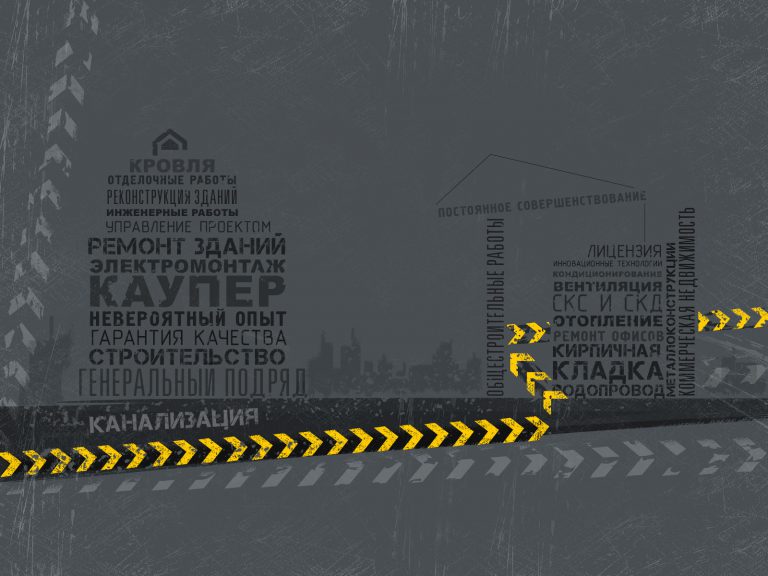 КРОВЛЯ
ОТДЕЛОЧНЫЕ РАБОТЫ
РЕКОНСТРУКЦИЯ ЗДАНИЙ
ИНЖЕНЕРНЫЕ РАБОТЫ
УПРАВЛЕНИЕ ПРОЕКТОМ
РЕМОНТ ЗДАНИЙ
ЭЛЕКТРОМОНТАЖ
КАУПЕР
НЕВЕРОЯТНЫЙ ОПЫТ
ГАРАНТИЯ КАЧЕСТВА
СТРОИТЕЛЬСТВО
ГЕНЕРАЛЬНЫЙ ПОДРЯД
КАНАЛИЗАЦИЯ
ПОСТОЯННОЕ СОВЕРШЕНСТВОВАНИЕ
ОБЩЕСТРОИТЕЛЬНЫЕ РАБОТЫ
ЛИЦЕНЗИЯ
ИННОВАЦИОННЫЕ ТЕХНОЛОГИИ
КОНДИЦИОНИРОВАНИЕ
ВЕНТИЛЯЦИЯ
СКС И СКД
ОТОПЛЕНИЕ
РЕМОНТ ОФИСОВ
КИРПИЧНАЯ
КЛАДКА
ВОДОПРОВОД
МЕТАЛЛОКОНСТРУКЦИИ
КОММЕРЧЕСКАЯ НЕДВИЖИМОСТЬ